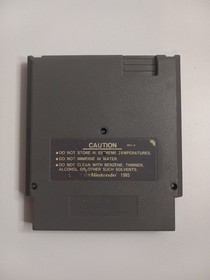 CAUTION
•DO NOT STORE IN EXTREME TEMPERATURES.
•DO NOT IMMERSE IN WATER.
•DO NOT CLEAN WITH BENZENE, THINNER,
ALCOHOL OR OTHER SUCH SOLVENTS.
Nintendo 1985